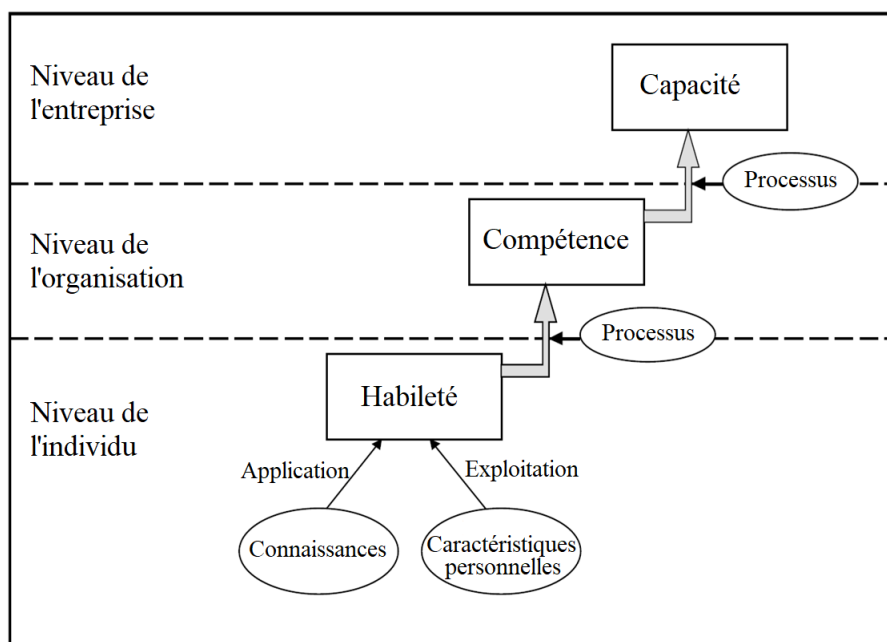 Niveau de
l'entreprise
Capacité
Processus
Niveau de
l'organisation
Compétence
Processus
Niveau de
l'individu
Habileté
Application
Exploitation
Connaissances
Caractéristiques
personnelles